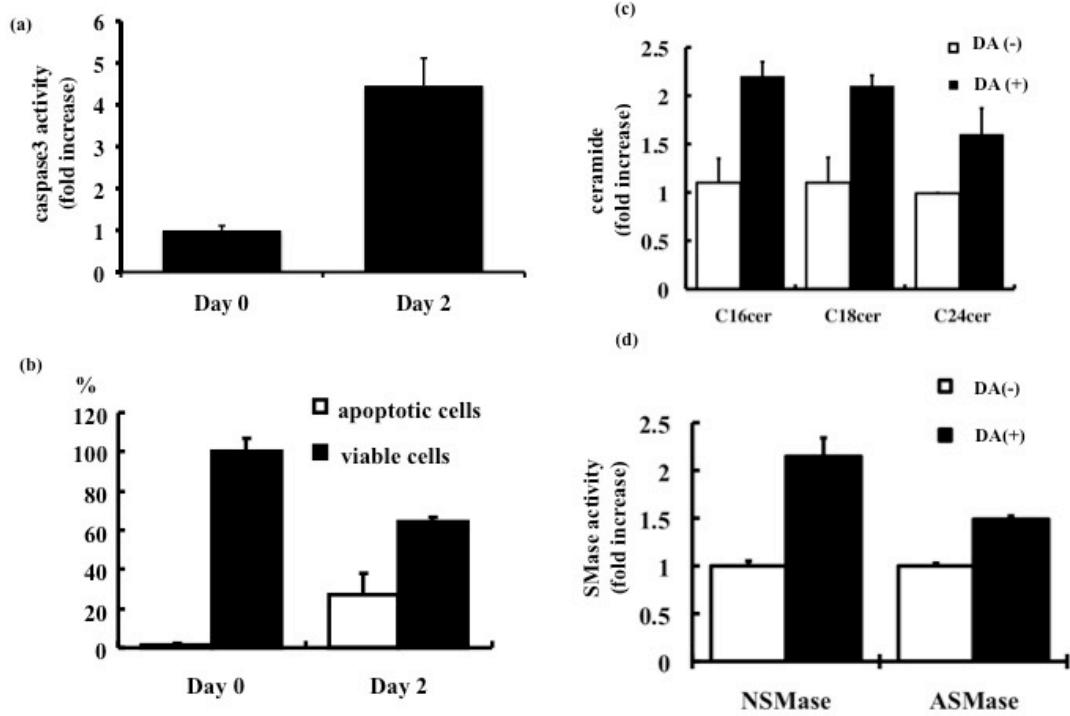 (a)
caspase3 activity
(fold increase)
6
5
4
3
2
1
0
Day 0 Day 2
(b)
%
120
100
80
60
40
20
0
apoptotic cells
viable cells
Day 0 Day 2
(c)
ceramide
(fold increase)
2.5
2
1.5
1
0.5
0
DA (-)
DA (+)
C16cer C18cer C24cer
(d)
SMase activity
(fold increase)
2.5
2
1.5
1
0.5
0
DA(-)
DA(+)
NSMase ASMase